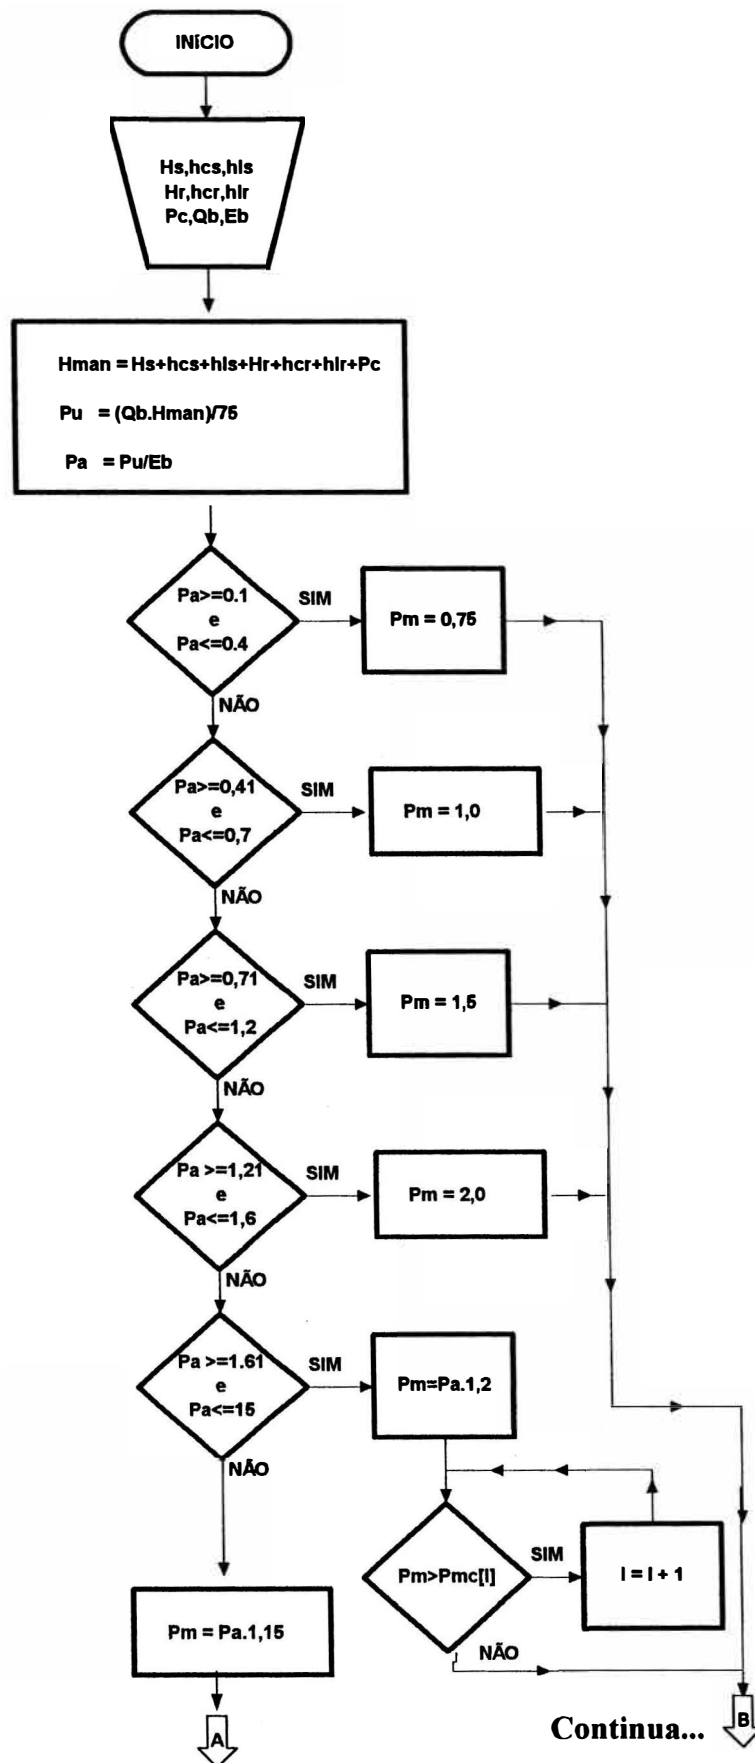 INíCIO
Hs,hcs,hls
Hr,hcr,hlr
Pc,Qb,Eb
Hman = Hs+hcs+hls+Hr+hcr+hlr+Pc
Pu = (Qb.Hman)/75
Pa = Pu/Eb
Pa>=0.1
e
Pa<=0.4
SIM
Pm = 0,75
NÃO
Pa>=0,41
e
Pa<=0,7
SIM
Pm = 1,0
NÃO
Pa>=0,71
e
Pa<=1,2
SIM
Pm = 1,5
NÃO
Pa >=1,21
e
Pa<=1,6
SIM
Pm = 2,0
NÃO
Pa >=1.61
e
Pa<=15
SIM
Pm=Pa.1,2
NÃO
Pm>Pmc[I]
SIM
I = I + 1
NÃO
Pm = Pa.1,15
A
Continua...
B